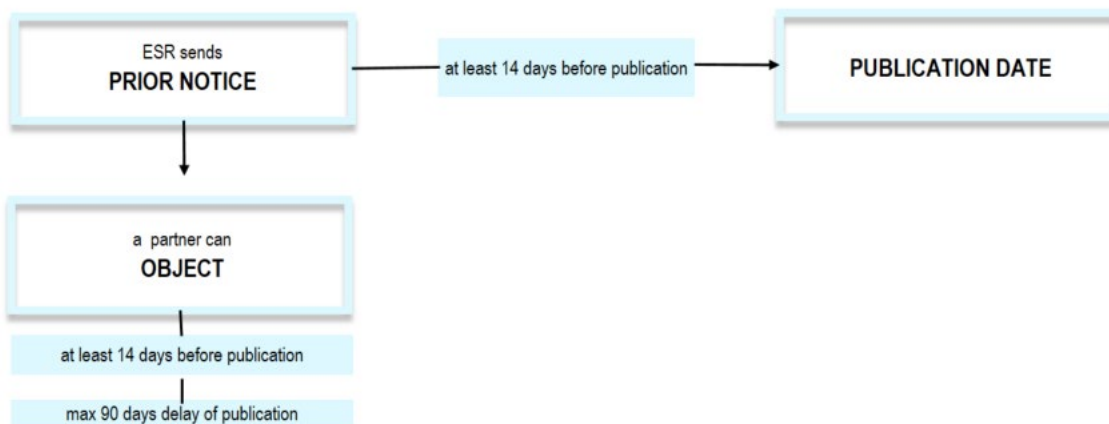 ESR sends
PRIOR NOTICE
at least 14 days before publication
PUBLICATION DATE
a partner can
OBJECT
at least 14 days before publication
max 90 days delay of publication